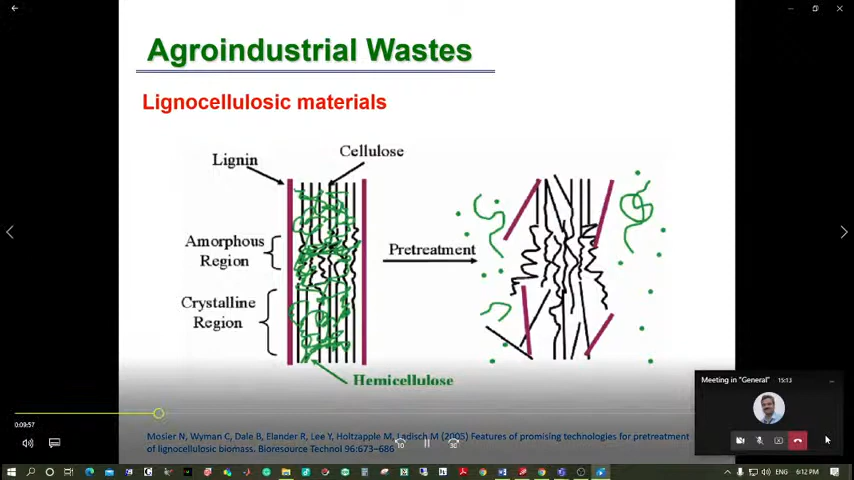 Agroindustrial Wastes
Lignocellulosic materials
Lignin
Cellulose
Amorphous
Region
Pretreatment
Crystalline
Region
Hemicellulose
Meeting in "General"
15:13
0:09:57
Mosier N, Wyman C, Dale B, Elander R, Lee Y, Holtzapple M, Ladisch M (2005) Features of promising technologies for pretreatment
of lignocellulosic biomass. Bioresource Technol 96:673–686
10
30
ENG
6:12 PM